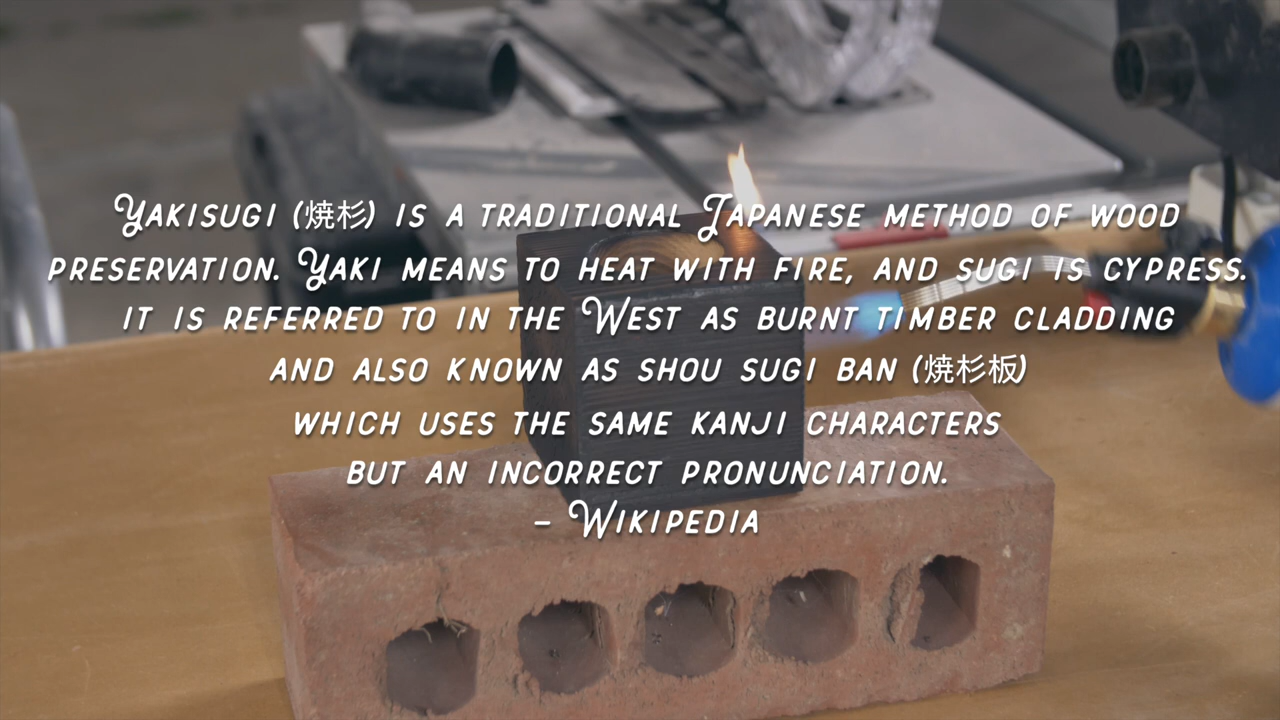 Yakisugi (焼杉) is a traditional Japanese method of wood
preservation. Yaki means to heat with fire, and sugi is cypress.
it is referred to in the West as burnt timber cladding
and also known as shou sugi ban (焼杉板)
which uses the same kanji characters
but an incorrect pronunciation.
- Wikipedia